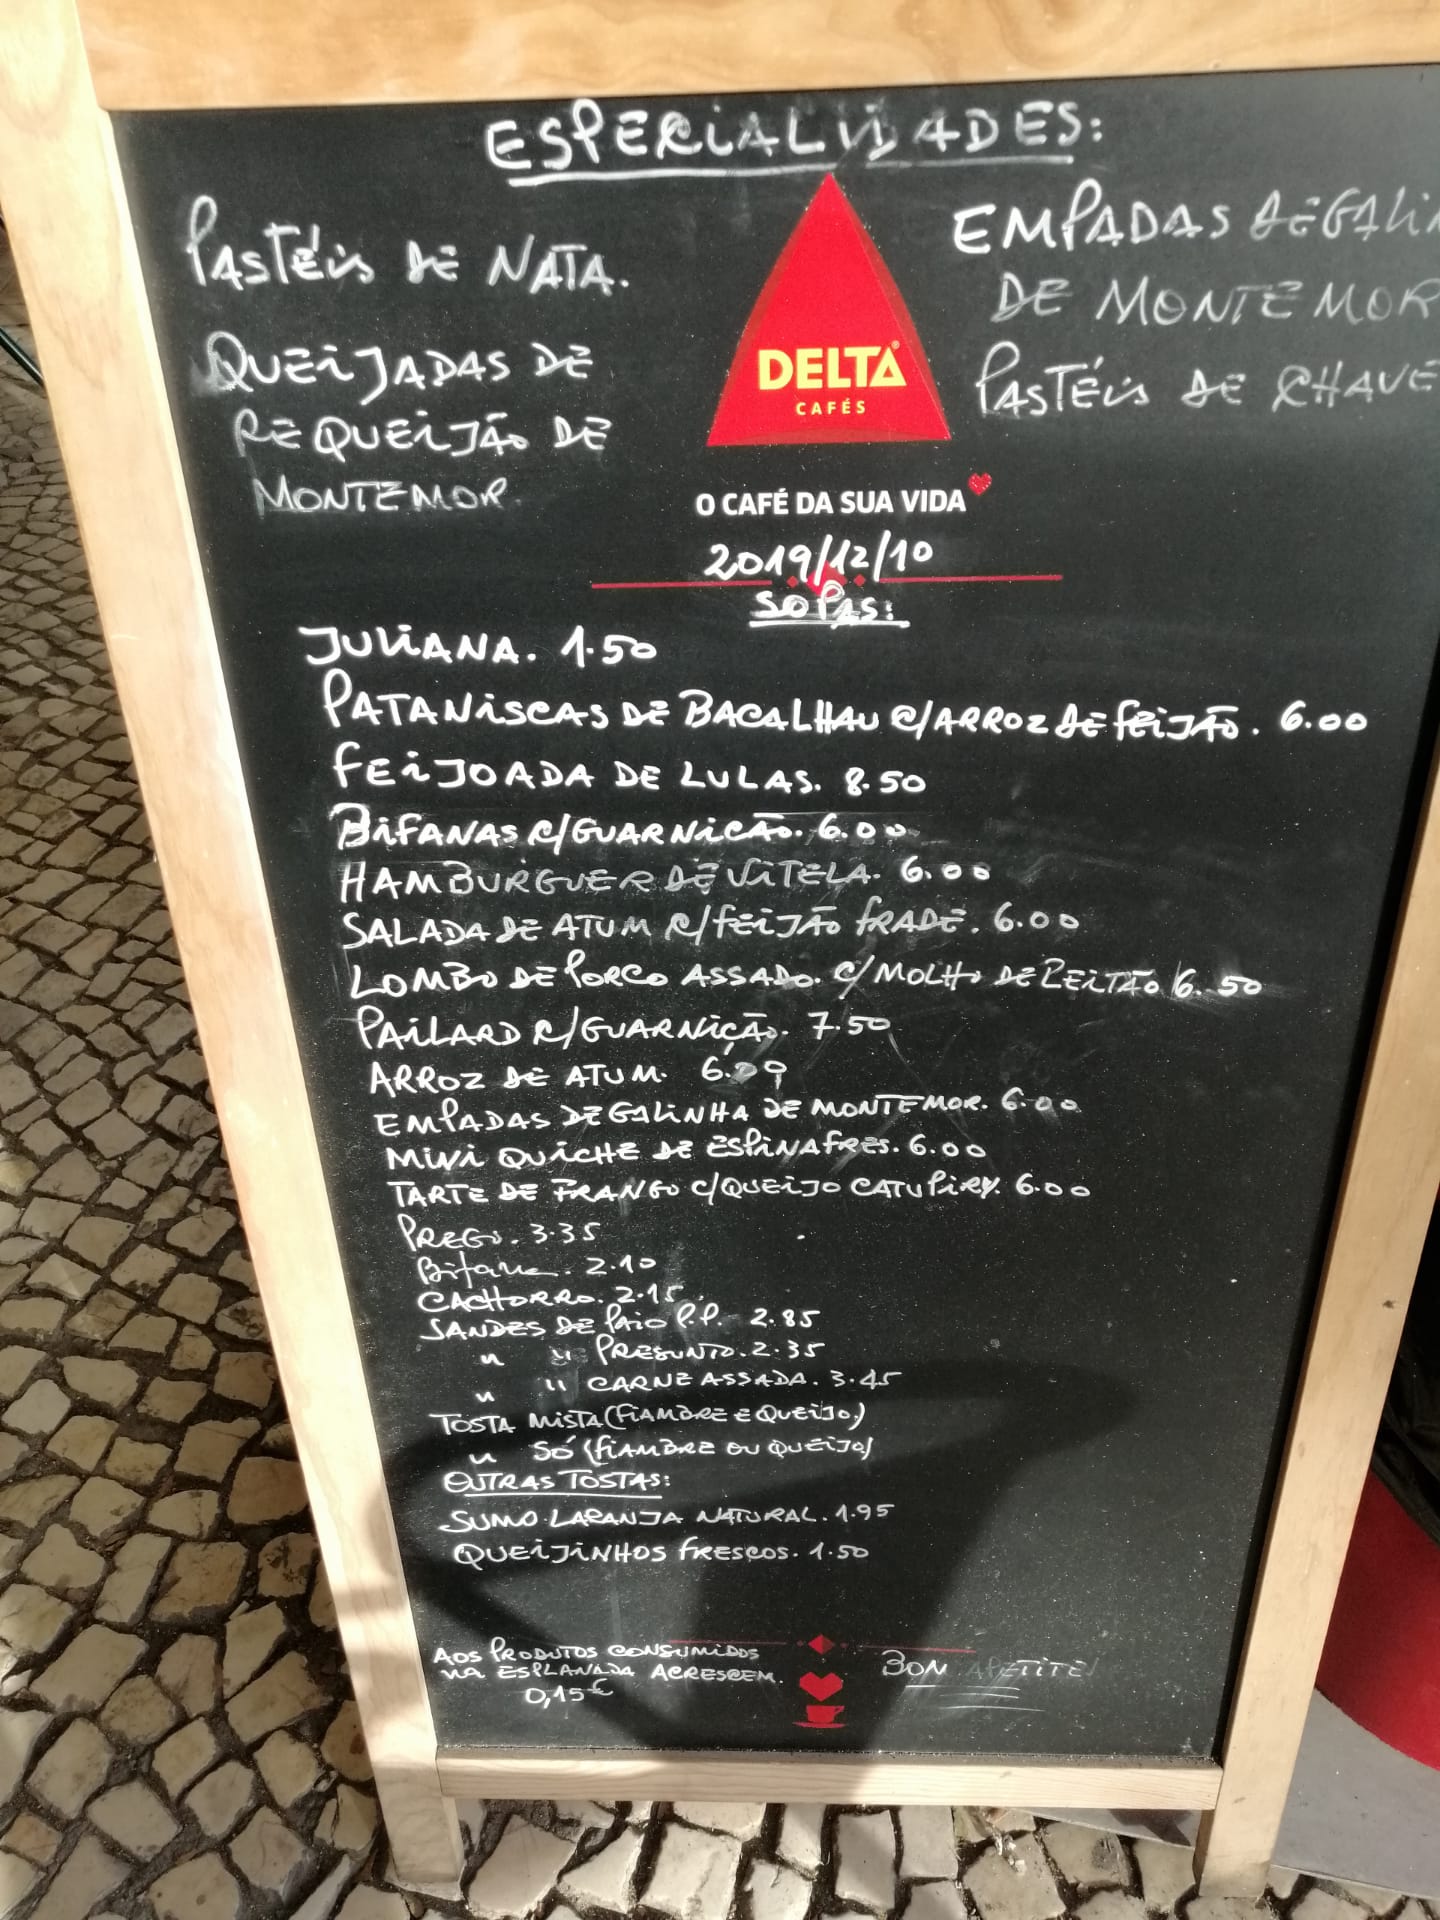 ESPECIALIDADES:
PASTÉIS DE NATA.
QUEIJADAS DE
REQUEIJÃO DE
MONTEMOR.
EMPADAS DE GALIN
DE MONTEMOR
PASTÉIS DE CHAVE
DELTA
CAFÉS
O CAFÉ DA SUA VIDA
2019/12/10
SOPAS:
JULIANA. 1.50
PATANISCAS DE BACALHAU C/ARROZ DE FEIJÃO. 6.00
FEIJOADA DE LULAS. 8.50
BIFANAS C/GUARNICÃO. 6.00
HAMBURGUER DE VITELA. 6.00
SALADA DE ATUM C/FEIJÃO FRADE. 6.00
LOMBO DE PORCO ASSADO. C/MOLHO DE LEITÃO 6.50
PAILARD C/GUARNIÇÃO. 7.50
ARROZ DE ATUM. 6.00
EMPADAS DE GALINHA DE MONTEMOR. 6.00
MINI QUICHE DE ESPINAFRES. 6.00
TARTE DE FRANGO C/QUEIJO CATUPIRY. 6.00
PREGO. 3.35
Bifana. 2.10
CACHORRO. 2.15.
SANDES DE PAIO P.P. 2.85
" " PRESUNTO. 2.35
" " CARNE ASSADA. 3.45
TOSTA MISTA (FIAMBRE E QUEIJO)
" SÓ (FIAMBRE OU QUEIJO)
OUTRAS TOSTAS:
SUMO LARANJA NATURAL. 1.95
QUEIJINHOS FRESCOS. 1.50
AOS PRODUTOS CONSUMIDOS
NA ESPLANADA ACRESCEM.
0,15€
BON APETITE!